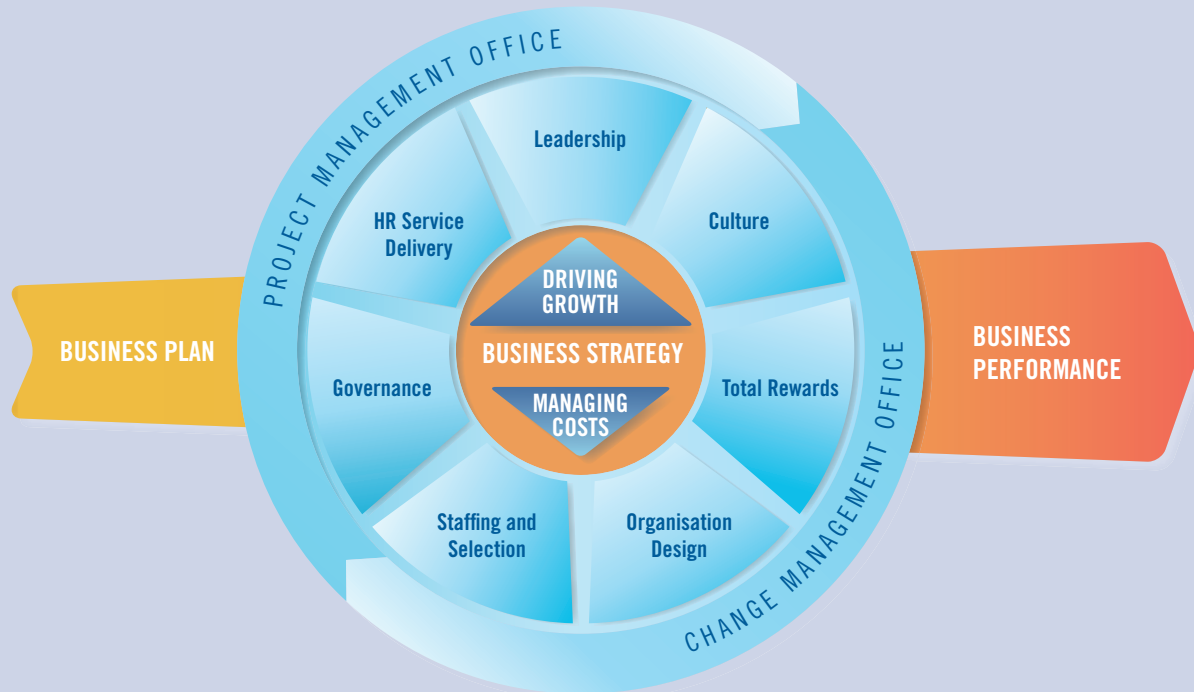 PROJECT MANAGEMENT OFFICE
Leadership
Culture
HR Service
Delivery
DRIVING
GROWTH
BUSINESS PLAN
BUSINESS STRATEGY
BUSINESS
PERFORMANCE
Governance
Total Rewards
MANAGING
COSTS
Staffing and
Selection
Organisation
Design
CHANGE MANAGEMENT OFFICE